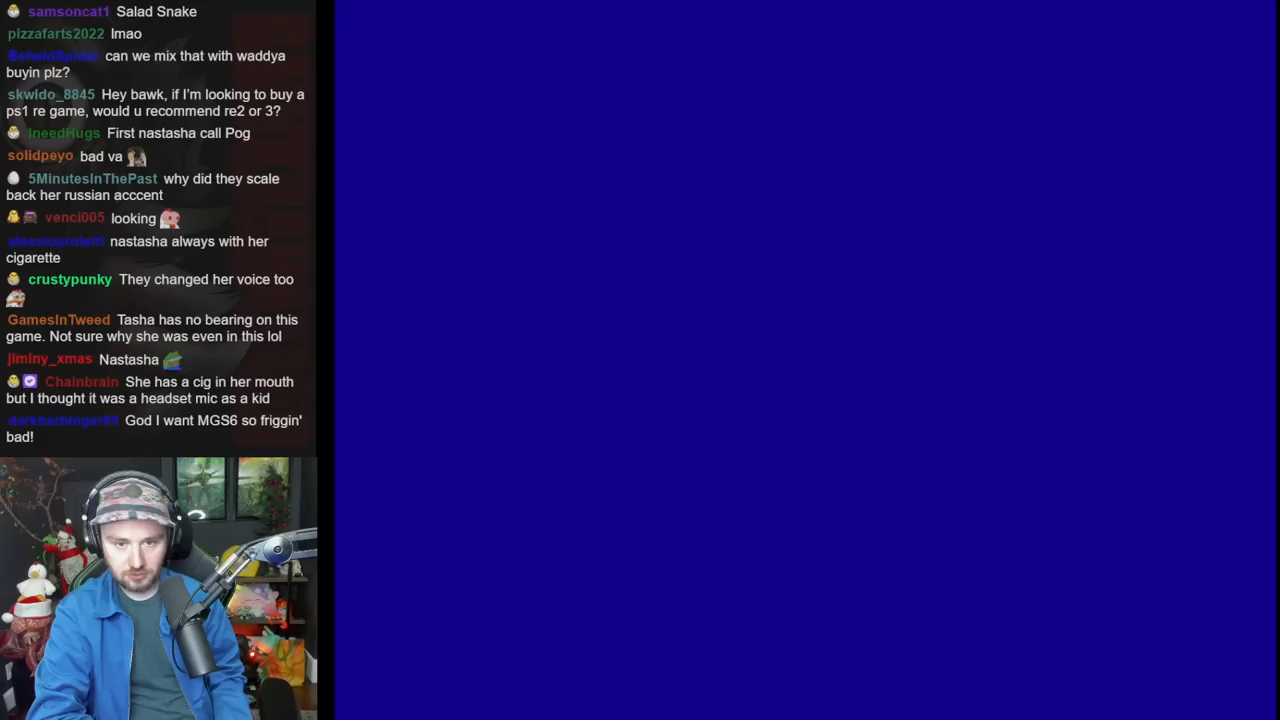 samsoncat1 Salad Snake
pizzafarts2022 lmao
can we mix that with waddya
buyin plz?
skwido_8845 Hey bawk, if I'm looking to buy a
ps1 re game, would u recommend re2 or 3?
IneedHugs First nastasha call Pog
solidpeyo bad va
5MinutesInThePast why did they scale
back her russian acccent
venci005 looking
nastasha always with her
cigarette
crustypunky They changed her voice too
GamesInTweed Tasha has no bearing on this
game. Not sure why she was even in this lol
jiminy_xmas Nastasha
Chainbrain She has a cig in her mouth
but I thought it was a headset mic as a kid
God I want MGS6 so friggin'
bad!